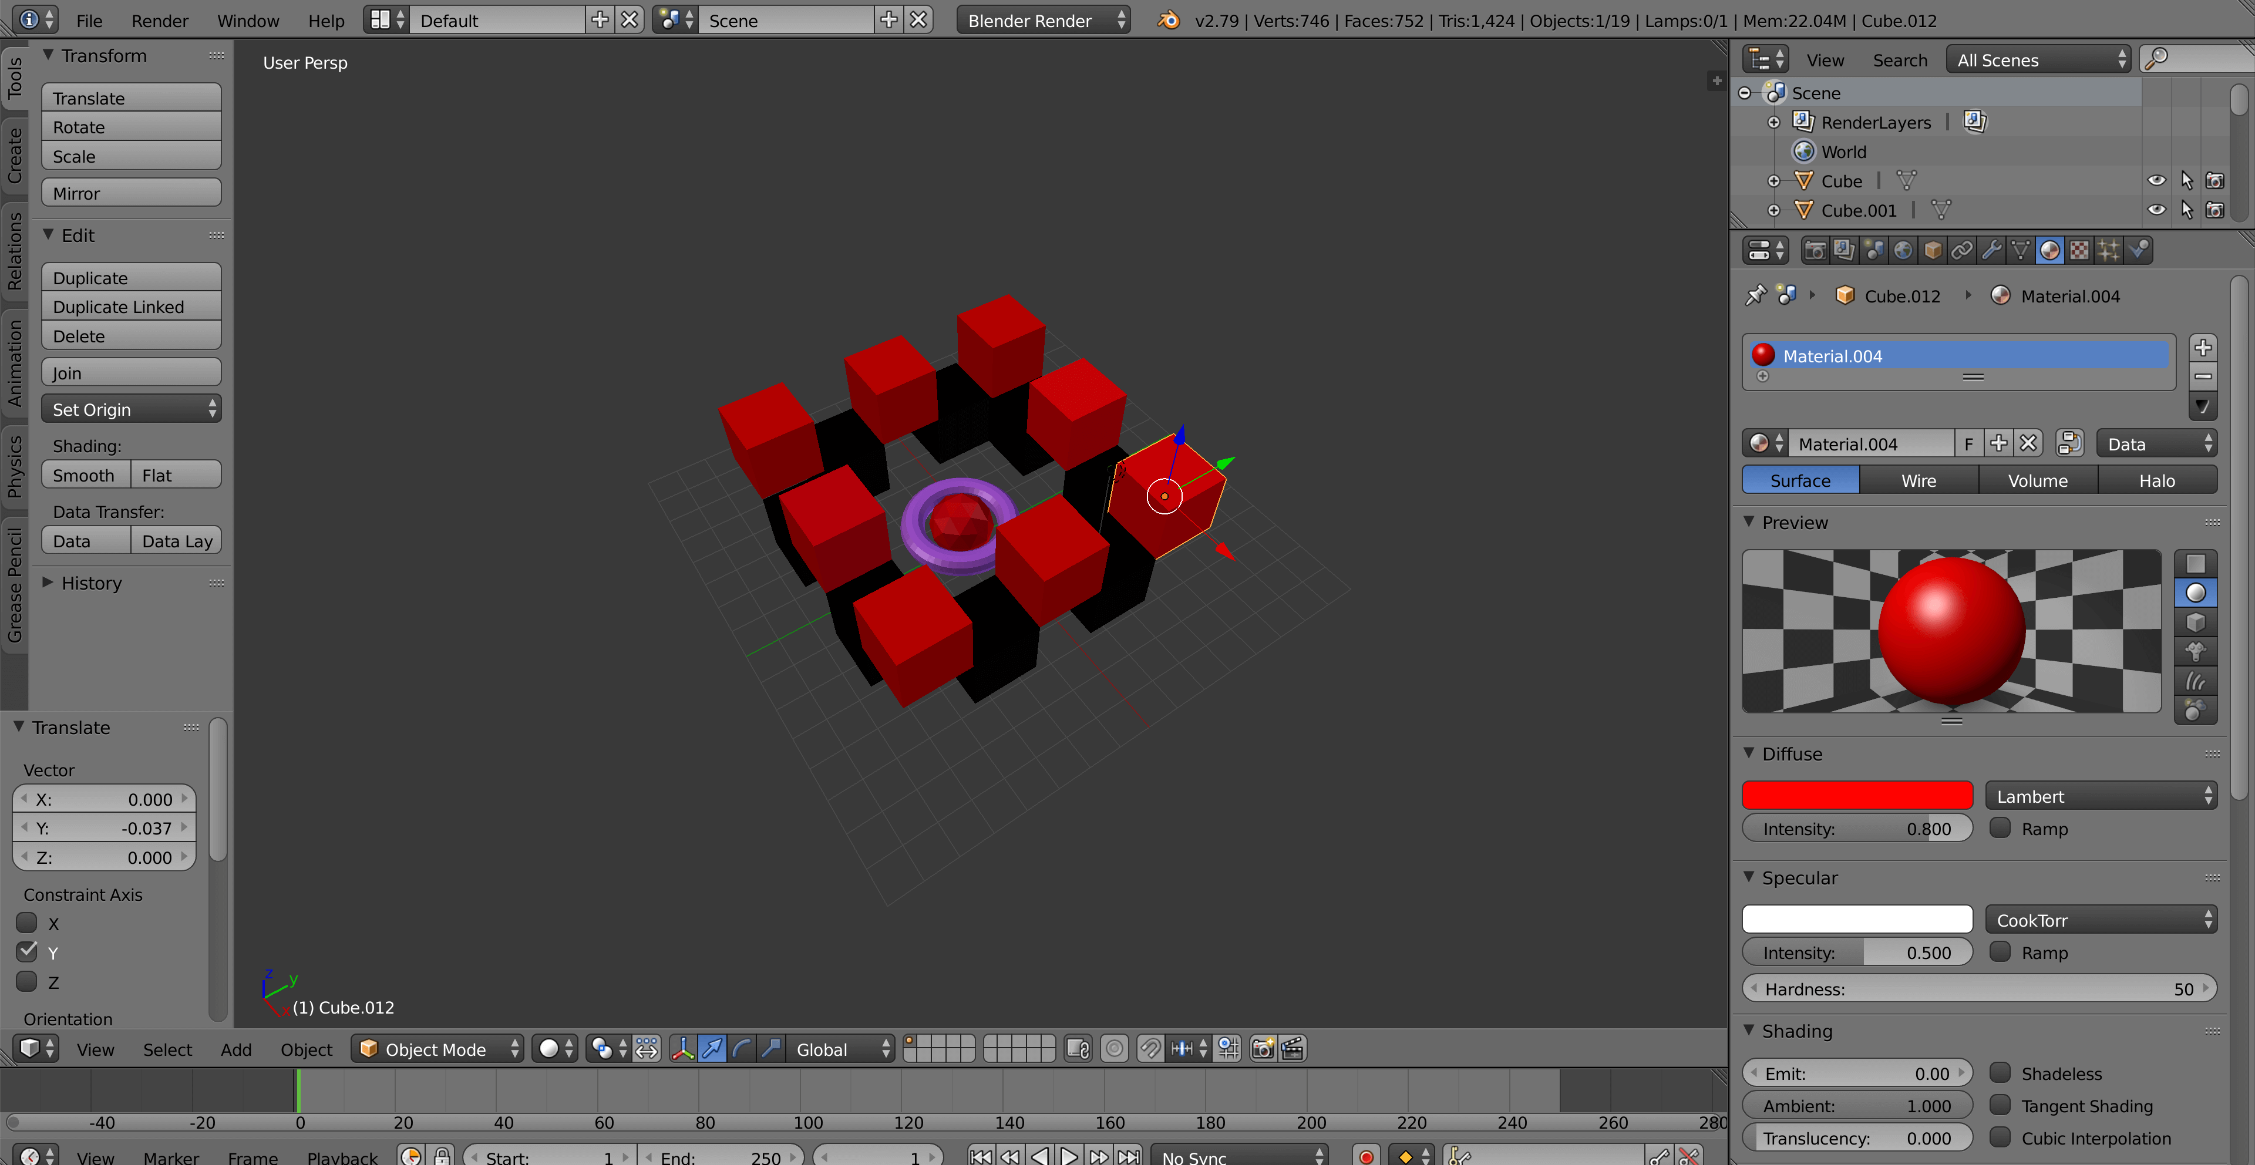 File Render Window Help Default Scene Blender Render v2.79 | Verts:746 | Faces:752 | Tris:1,424 | Objects:1/19 | Lamps:0/1 | Mem:22.04M | Cube.012
Tools
Create
Relations
Animation
Physics
Grease Pencil
Transform
Translate
Rotate
Scale
Mirror
Edit
Duplicate
Duplicate Linked
Delete
Join
Set Origin
Shading:
Smooth Flat
Data Transfer:
Data Data Lay
History
Translate
Vector
X: 0.000
Y: -0.037
Z: 0.000
Constraint Axis
X
Y
Z
Orientation
User Persp
z
y
x
(1) Cube.012
View Select Add Object Object Mode Global
-40 -20 0 20 40 60 80 100 120 140 160 180 200 220 240 260 280
View Marker Frame Playback Start: 1 End: 250 1 No Sync
View Search All Scenes
Scene
RenderLayers |
World
Cube |
Cube.001 |
Cube.012 Material.004
Material.004
Material.004 F Data
Surface Wire Volume Halo
Preview
Diffuse
Lambert
Intensity: 0.800 Ramp
Specular
CookTorr
Intensity: 0.500 Ramp
Hardness: 50
Shading
Emit: 0.00 Shadeless
Ambient: 1.000 Tangent Shading
Translucency: 0.000 Cubic Interpolation